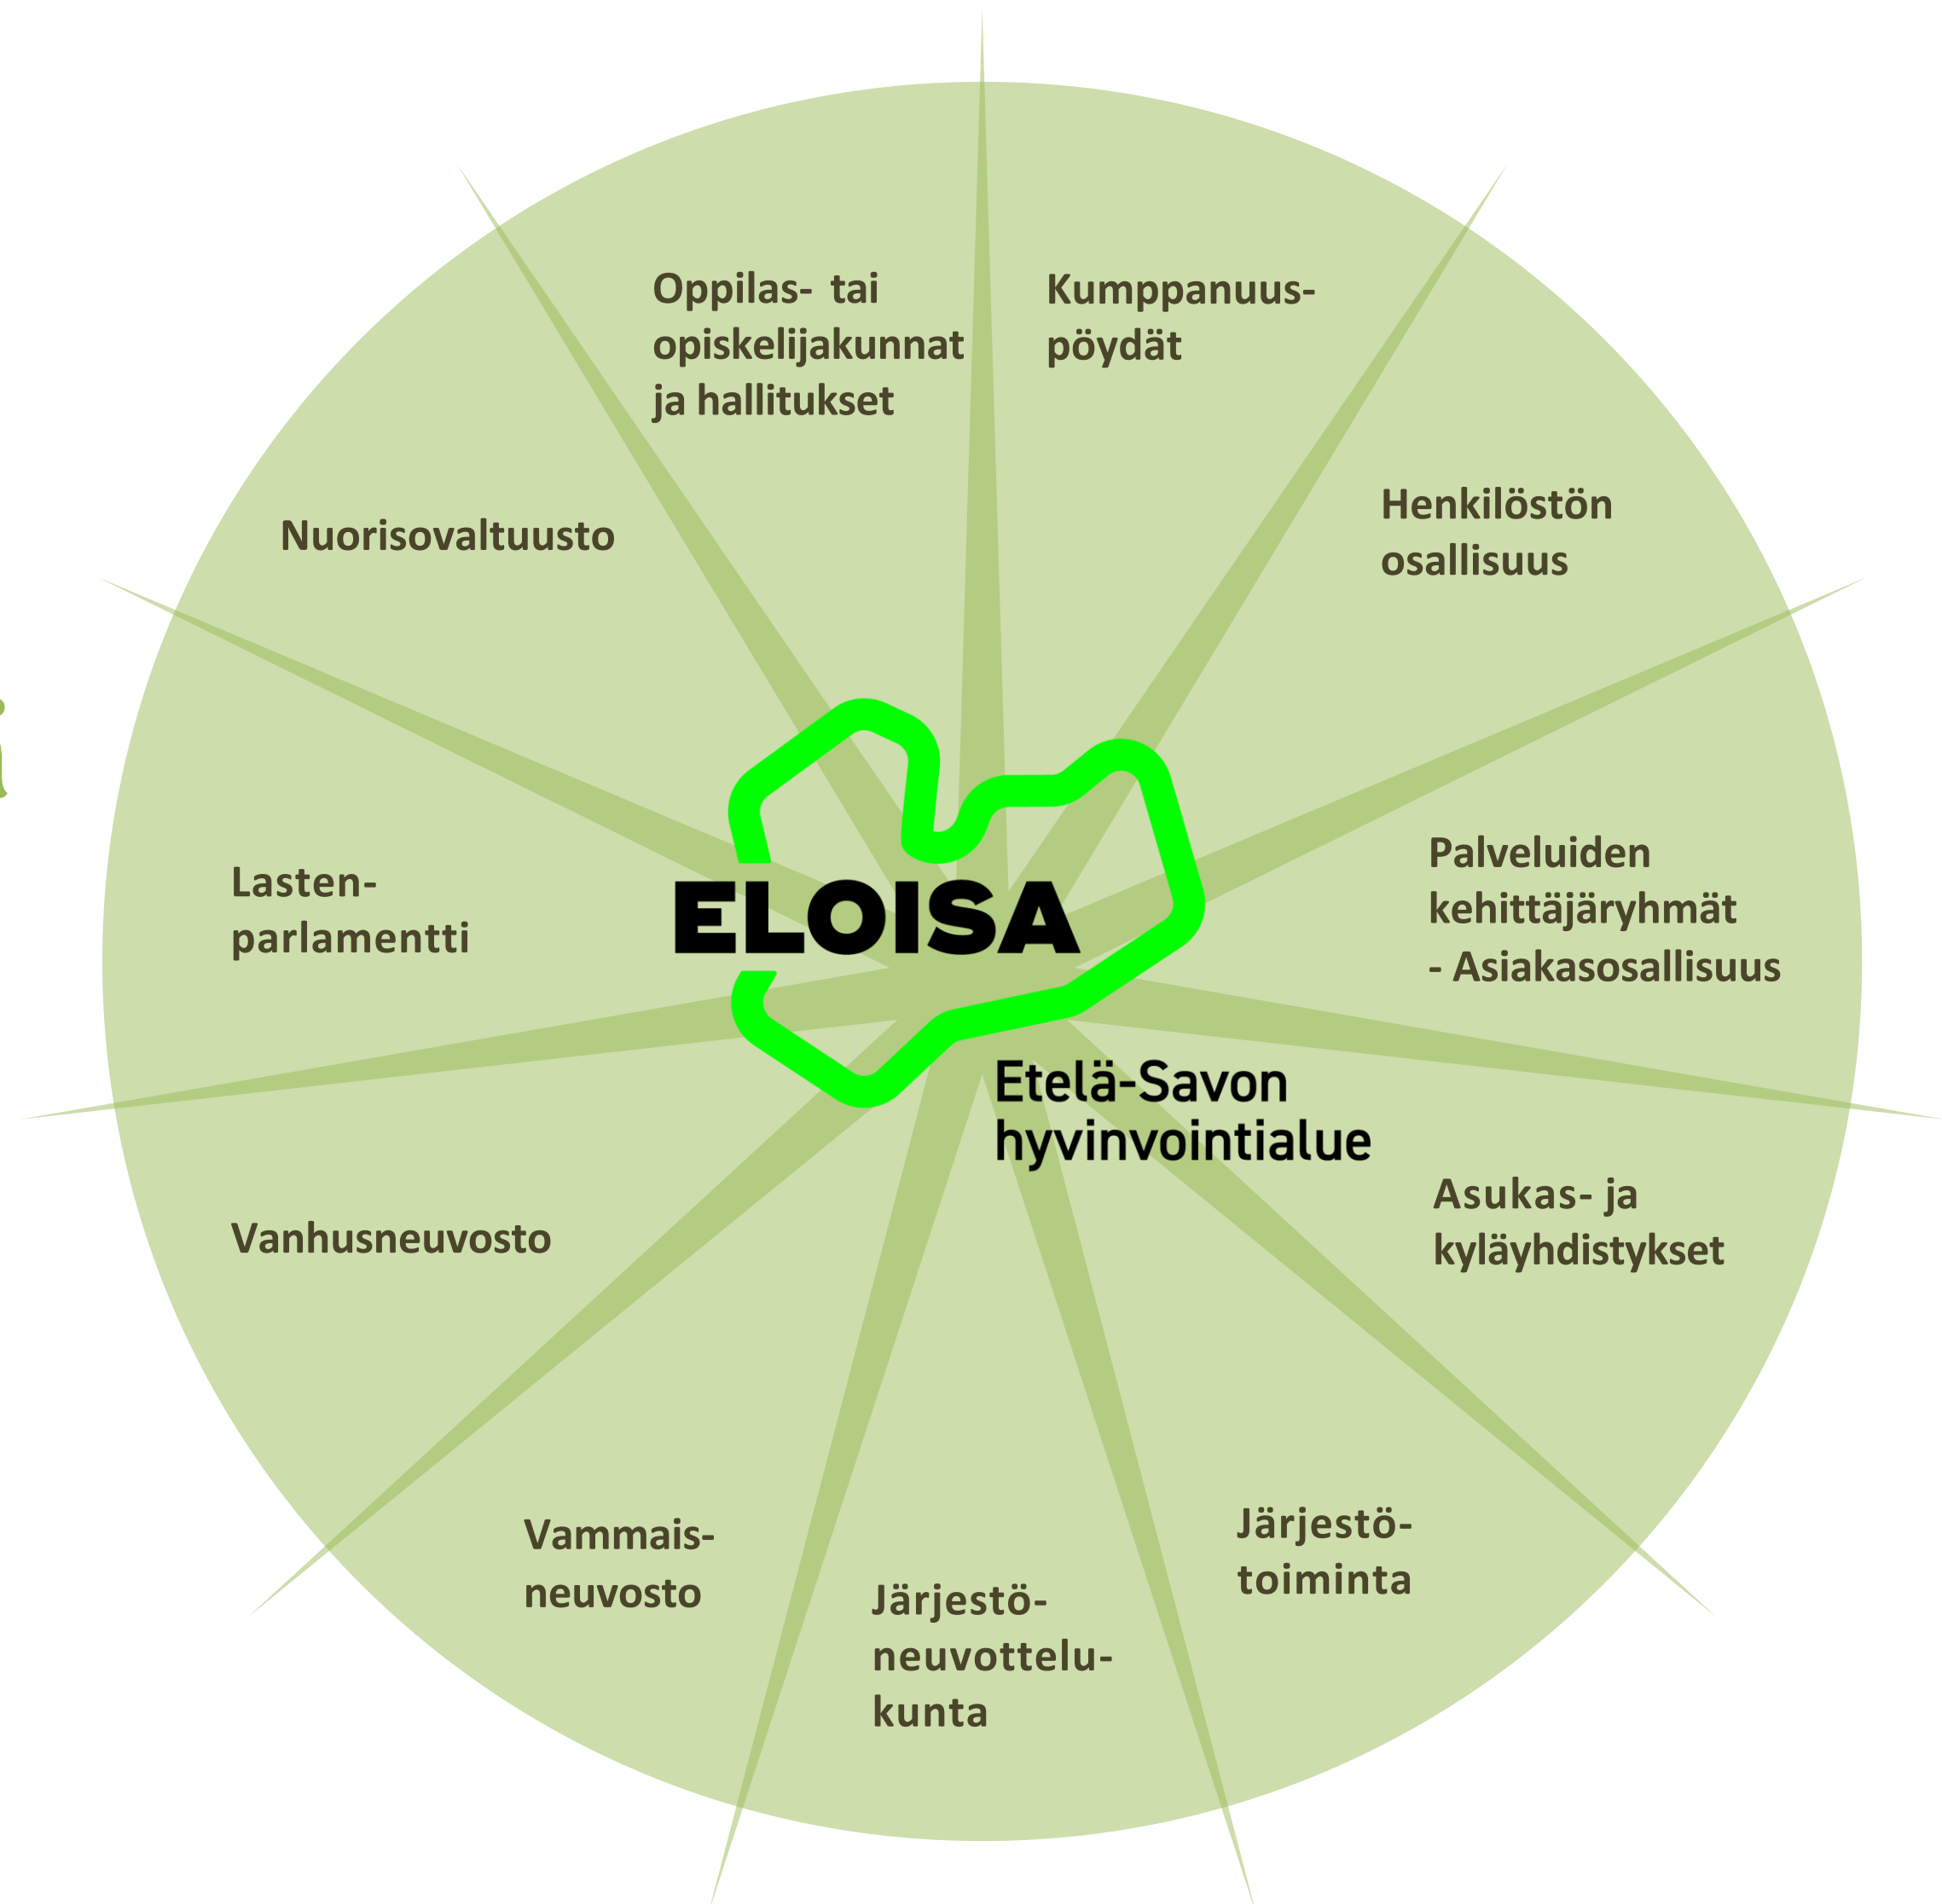 Oppilas- tai
opiskelijakunnat
ja hallitukset
Kumppanuus-
pöydät
Henkilöstön
osallisuus
Nuorisovaltuusto
Palveluiden
kehittäjäryhmät
- Asiakasosallisuus
Lasten-
parlamentti
ELOISA
Etelä-Savon
hyvinvointialue
Asukas- ja
kyläyhdistykset
Vanhusneuvosto
Vammais-
neuvosto
Järjestö-
neuvottelu-
kunta
Järjestö-
toiminta